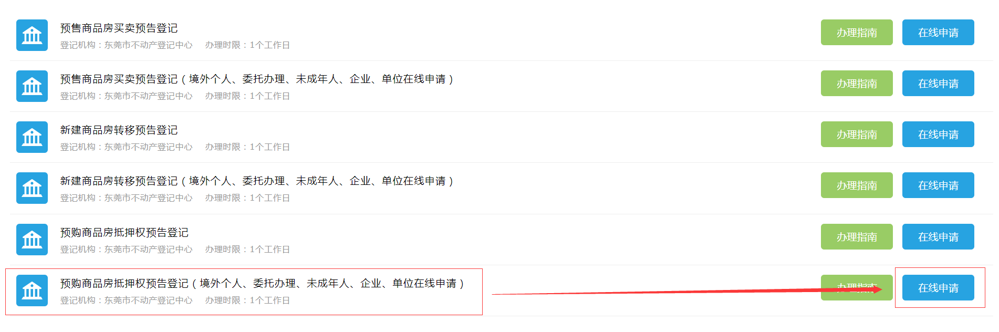 预售商品房买卖预告登记
登记机构：东莞市不动产登记中心 办理时限：1个工作日
办理指南 在线申请
预售商品房买卖预告登记（境外个人、委托办理、未成年人、企业、单位在线申请）
登记机构：东莞市不动产登记中心 办理时限：1个工作日
办理指南 在线申请
新建商品房转移预告登记
登记机构：东莞市不动产登记中心 办理时限：1个工作日
办理指南 在线申请
新建商品房转移预告登记（境外个人、委托办理、未成年人、企业、单位在线申请）
登记机构：东莞市不动产登记中心 办理时限：1个工作日
办理指南 在线申请
预购商品房抵押权预告登记
登记机构：东莞市不动产登记中心 办理时限：1个工作日
办理指南 在线申请
预购商品房抵押权预告登记（境外个人、委托办理、未成年人、企业、单位在线申请）
登记机构：东莞市不动产登记中心 办理时限：1个工作日
办理指南 在线申请